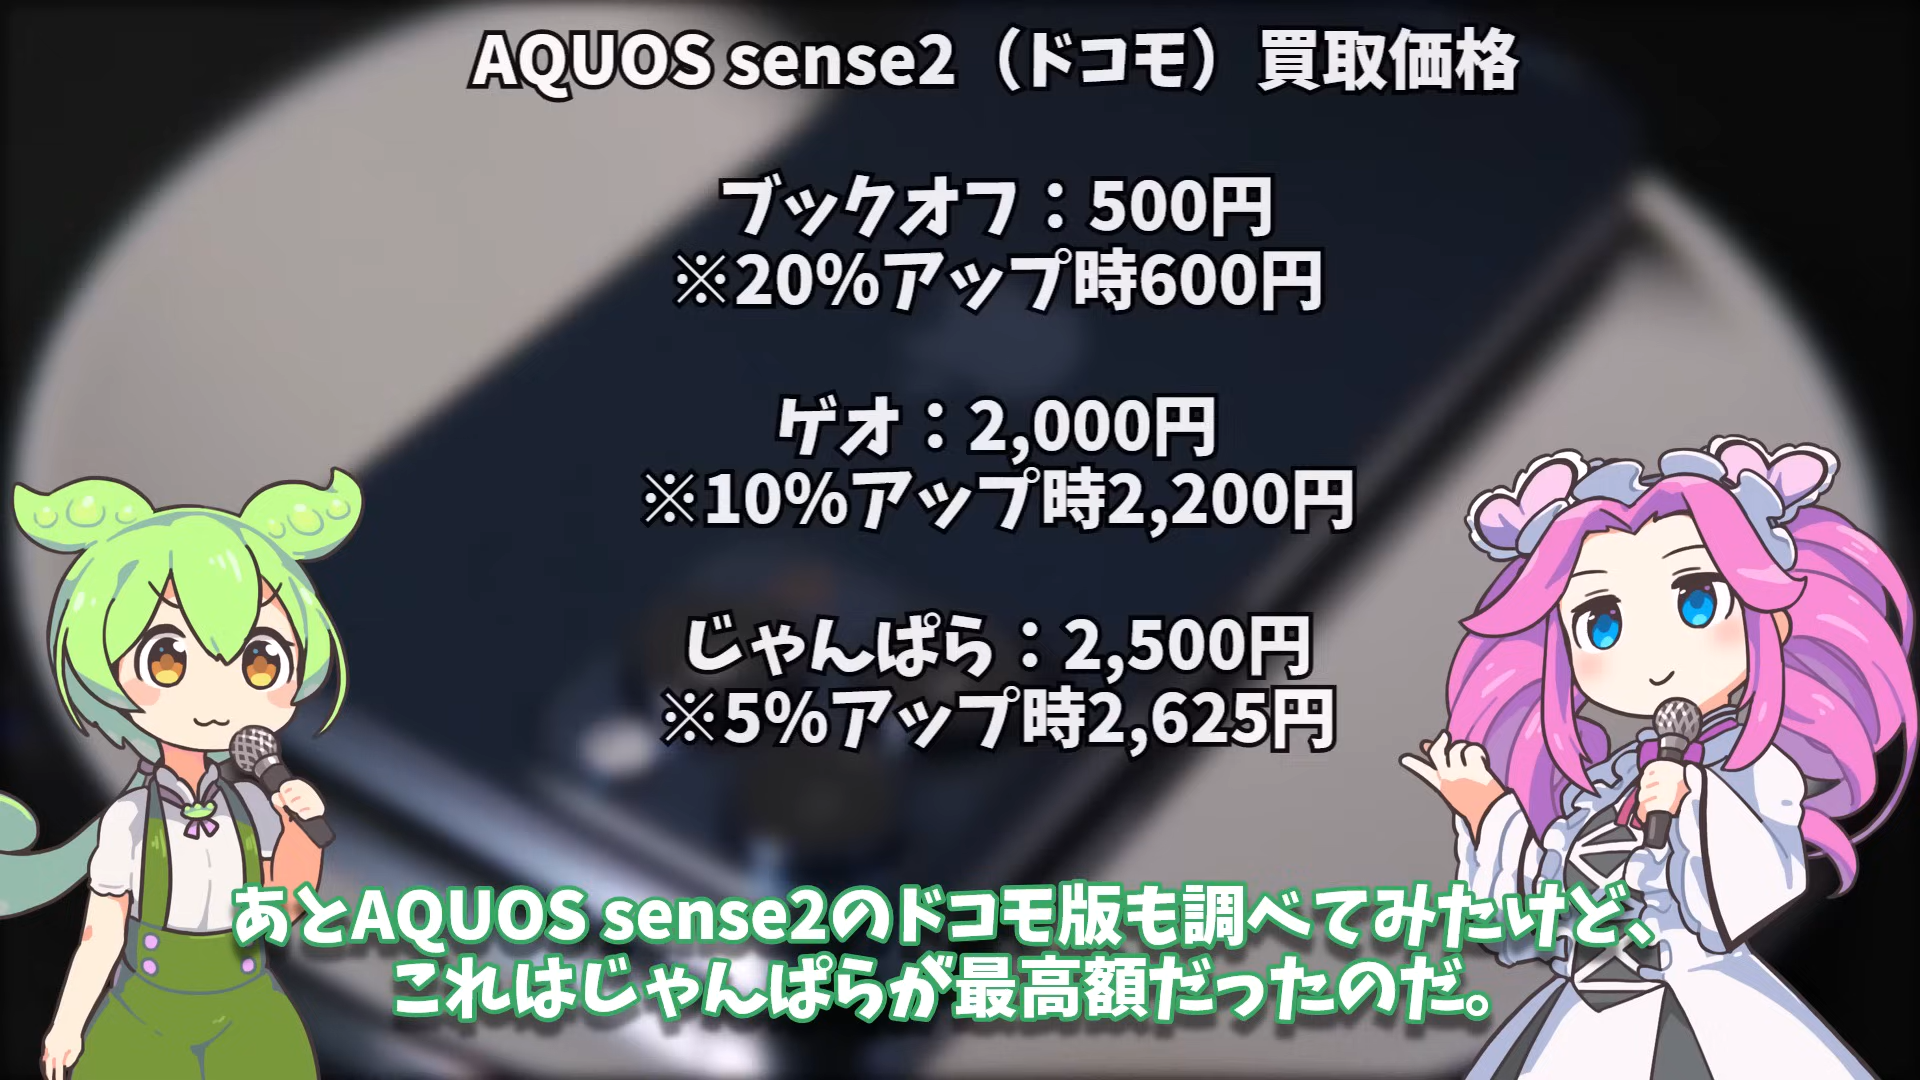 AQUOS sense2（ドコモ）買取価格
ブックオフ：500円
※20%アップ時600円
ゲオ：2,000円
※10%アップ時2,200円
じゃんぱら：2,500円
※5%アップ時2,625円
あとAQUOS sense2のドコモ版も調べてみたけど、
これはじゃんぱらが最高額だったのだ。